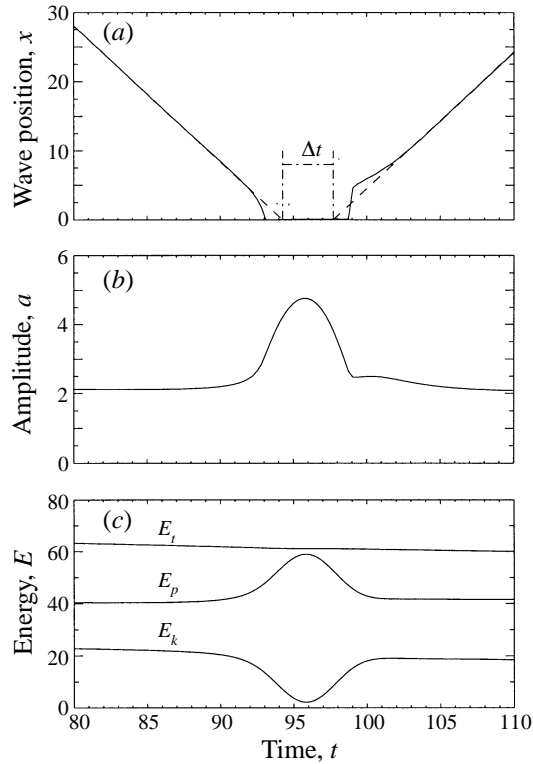 (a)
Wave position, x
30
20
10
0
Δt
(b)
Amplitude, a
6
4
2
0
(c)
Energy, E
80
60
40
20
0
E_t
E_p
E_k
80 85 90 95 100 105 110
Time, t